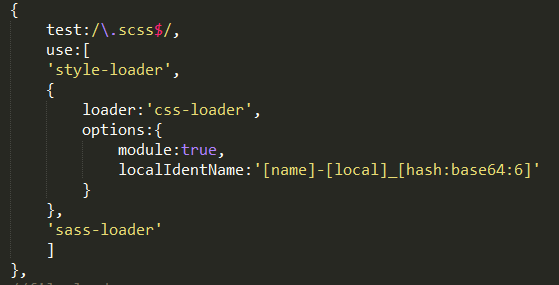 {
test:/\.scss$/,
use:[
'style-loader',
{
loader:'css-loader',
options:{
module:true,
localIdentName:'[name]-[local]_[hash:base64:6]'
}
},
'sass-loader'
]
},